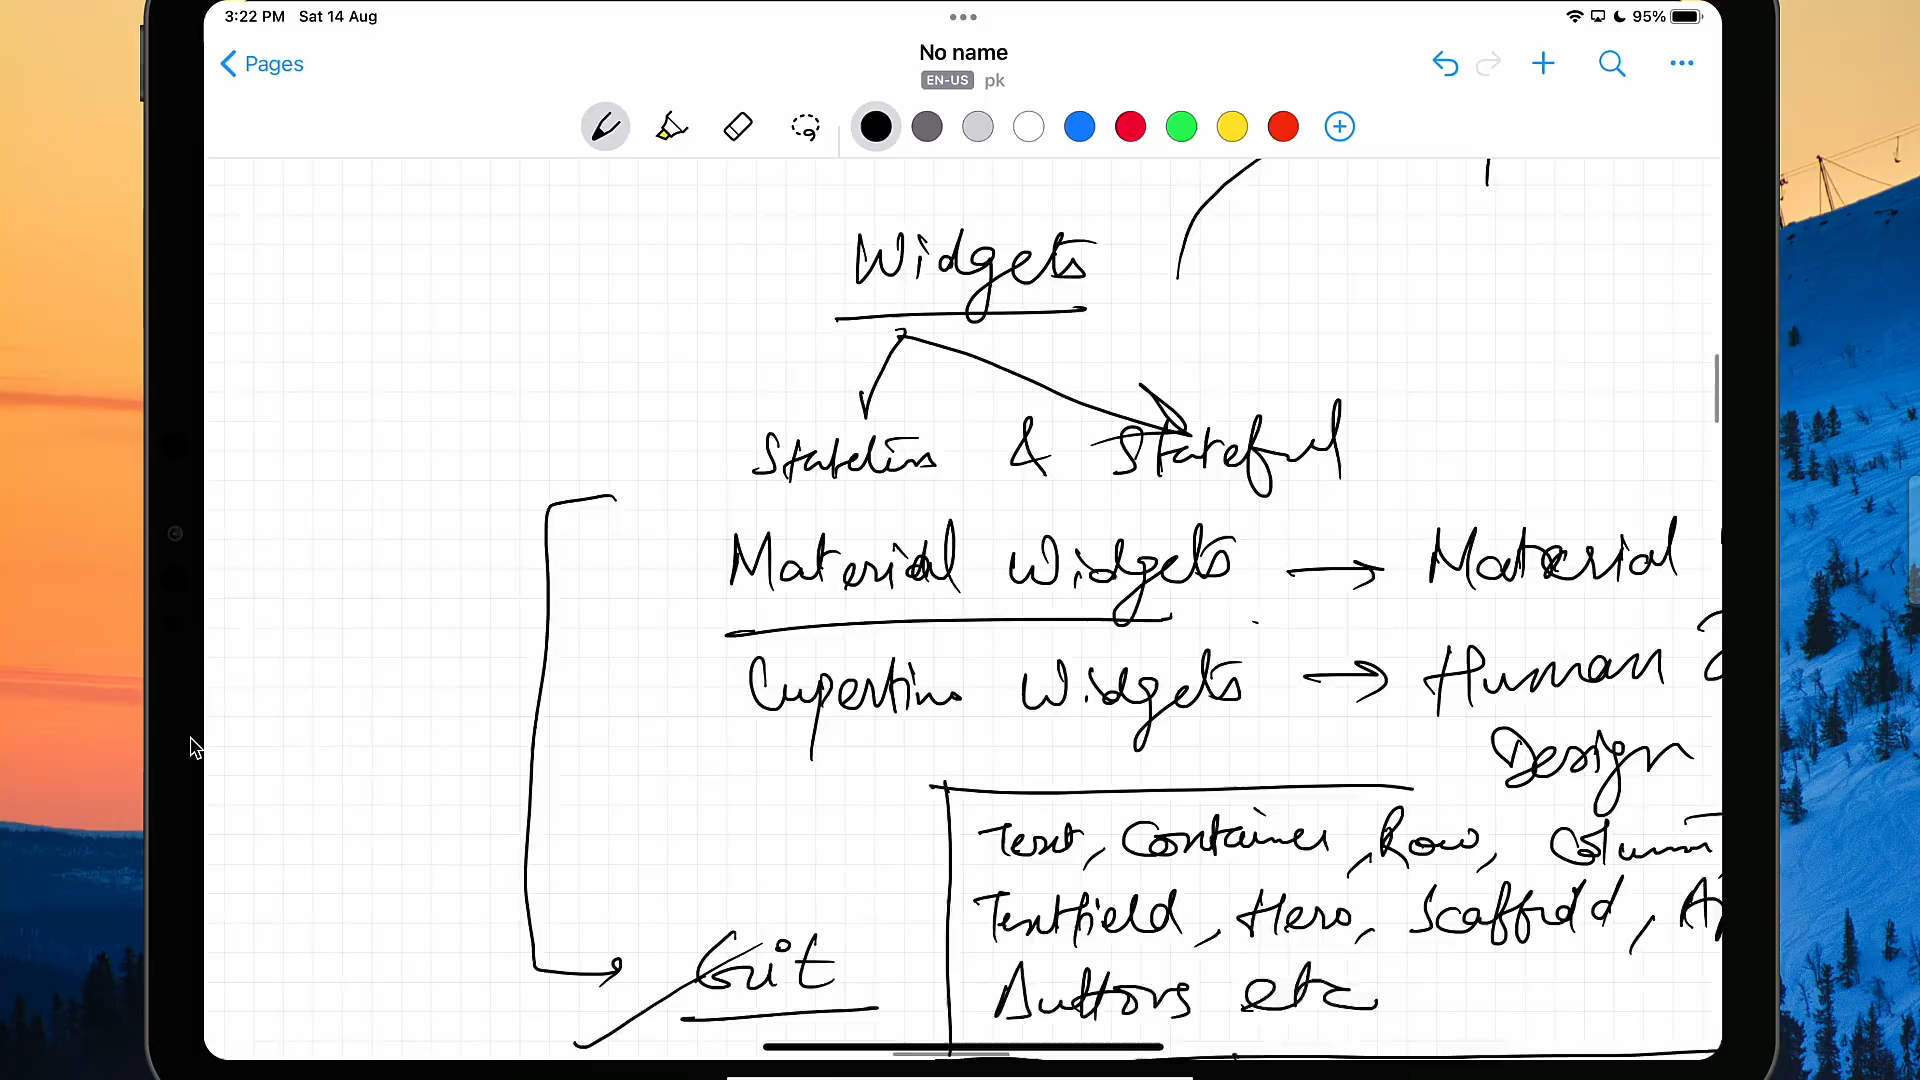 3:22 PM Sat 14 Aug
95%
Pages
No name
EN-US pk
Widgets
Stateless & Stateful
Material Widgets → Material
Cupertino Widgets → Human
Design
Text, Container, Row, Column
Textfield, Hero, Scaffold, A
Git
Buttons etc